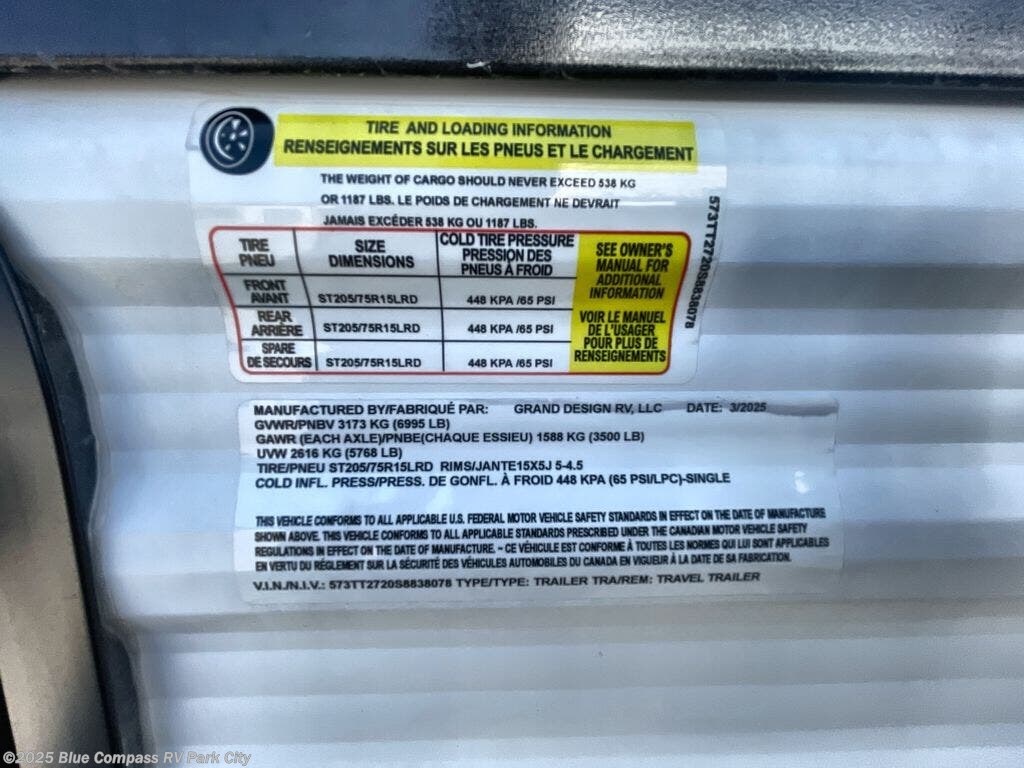 TIRE AND LOADING INFORMATION
RENSEIGNEMENTS SUR LES PNEUS ET LE CHARGEMENT
THE WEIGHT OF CARGO SHOULD NEVER EXCEED 538 KG
OR 1187 LBS. LE POIDS DE CHARGEMENT NE DEVRAIT
JAMAIS EXCÉDER 538 KG OU 1187 LBS.
TIRE
PNEU
SIZE
DIMENSIONS
COLD TIRE PRESSURE
PRESSION DES
PNEUS À FROID
FRONT
AVANT
ST205/75R15LRD
448 KPA /65 PSI
REAR
ARRIÈRE
ST205/75R15LRD
448 KPA /65 PSI
SPARE
DE SECOURS
ST205/75R15LRD
448 KPA /65 PSI
SEE OWNER'S
MANUAL FOR
ADDITIONAL
INFORMATION
VOIR LE MANUEL
DE L'USAGER
POUR PLUS DE
RENSEIGNEMENTS
573TT2720S8838078
MANUFACTURED BY/FABRIQUÉ PAR: GRAND DESIGN RV, LLC DATE: 3/2025
GVWR/PNBV 3173 KG (6995 LB)
GAWR (EACH AXLE)/PNBE(CHAQUE ESSIEU) 1588 KG (3500 LB)
UVW 2616 KG (5768 LB)
TIRE/PNEU ST205/75R15LRD RIMS/JANTE15X5J 5-4.5
COLD INFL. PRESS/PRESS. DE GONFL. À FROID 448 KPA (65 PSI/LPC)-SINGLE
THIS VEHICLE CONFORMS TO ALL APPLICABLE U.S. FEDERAL MOTOR VEHICLE SAFETY STANDARDS IN EFFECT ON THE DATE OF MANUFACTURE
SHOWN ABOVE. THIS VEHICLE CONFORMS TO ALL APPLICABLE STANDARDS PRESCRIBED UNDER THE CANADIAN MOTOR VEHICLE SAFETY
REGULATIONS IN EFFECT ON THE DATE OF MANUFACTURE. - CE VÉHICULE EST CONFORME À TOUTES LES NORMES QUI LUI SONT APPLICABLES
EN VERTU DU RÉGLEMENT SUR LA SÉCURITÉ DES VÉHICULES AUTOMOBILES DU CANADA EN VIGUEUR À LA DATE DE SA FABRICATION.
V.I.N./N.I.V.: 573TT2720S8838078 TYPE/TYPE: TRAILER TRA/REM: TRAVEL TRAILER
©2025 Blue Compass RV Park City